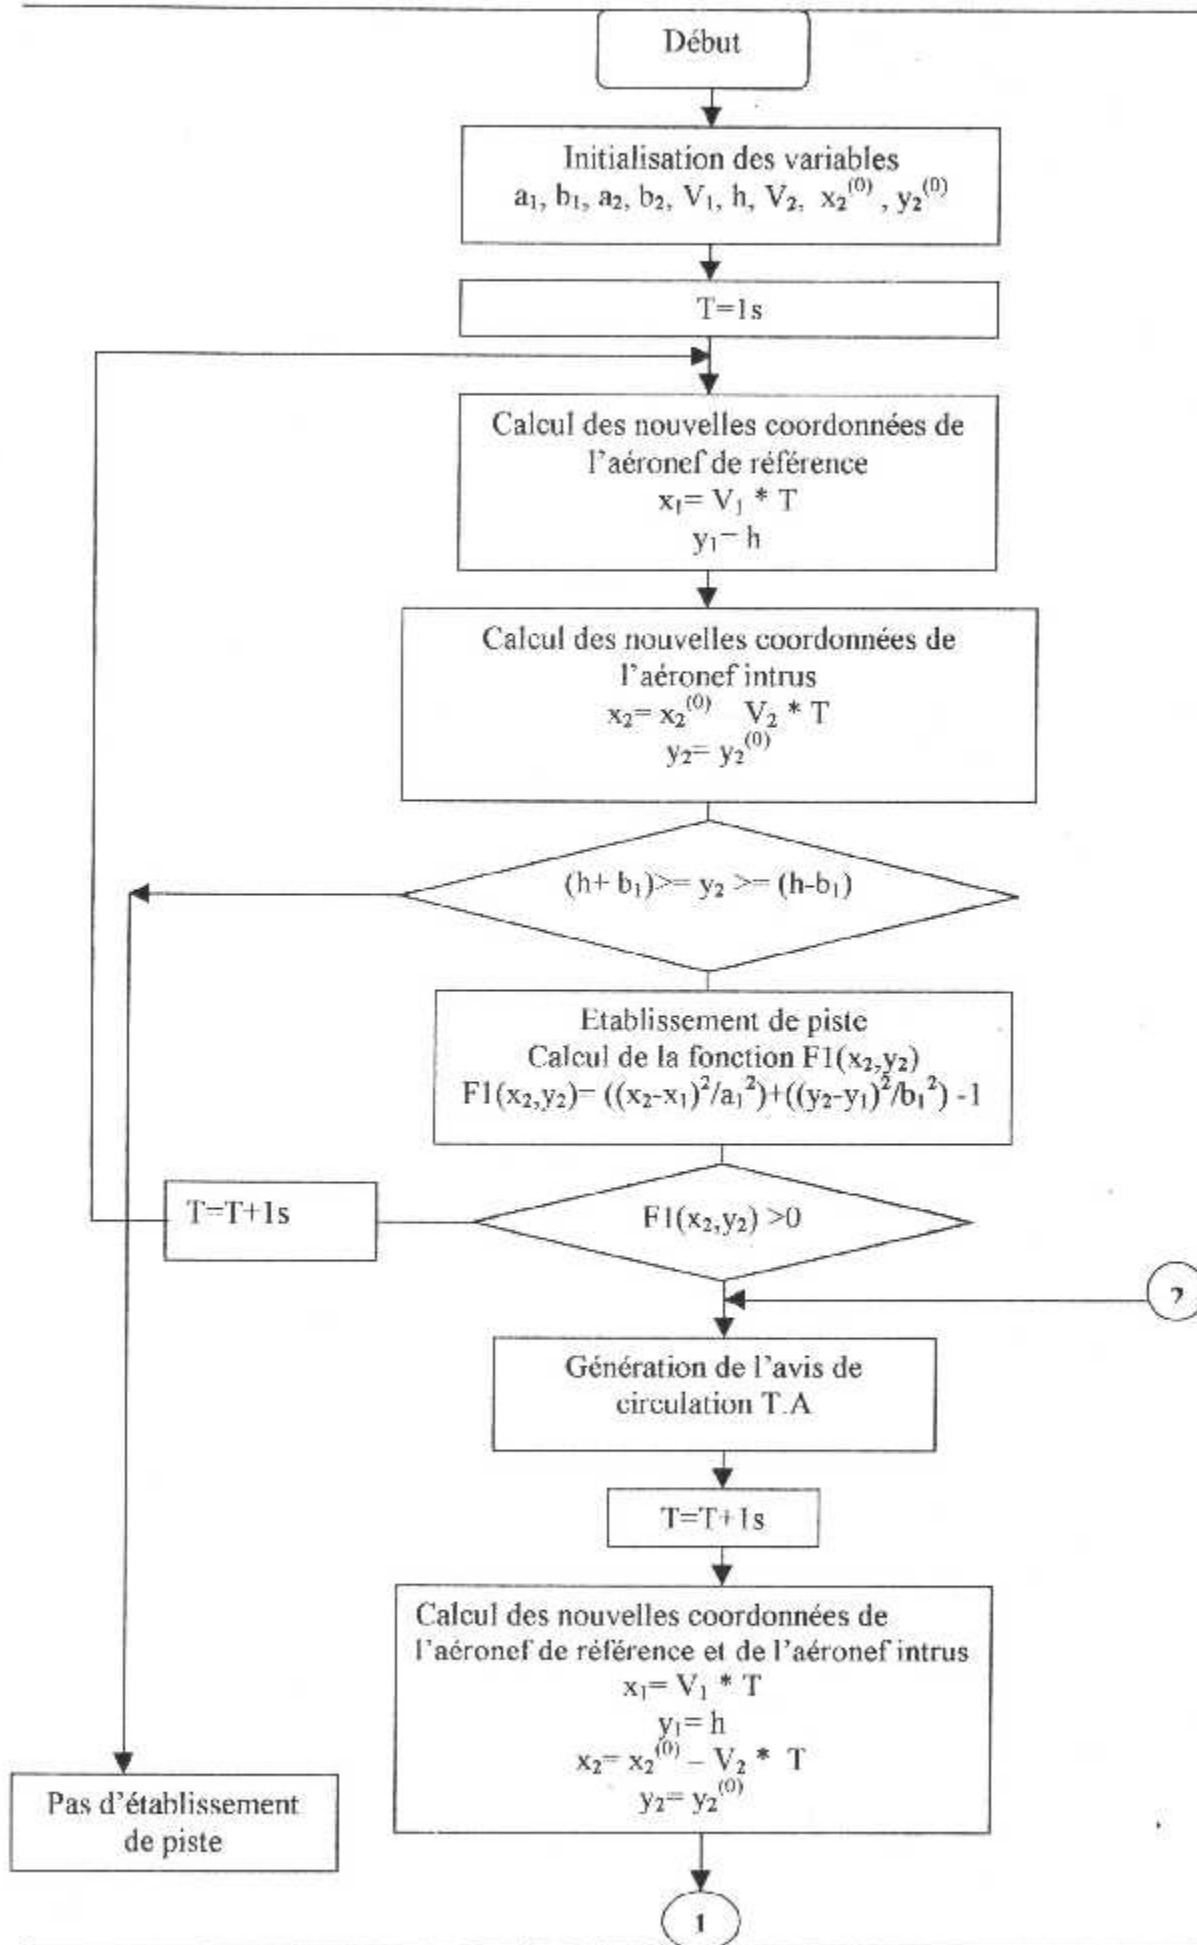 Début
Initialisation des variables
a₁, b₁, a₂, b₂, V₁, h, V₂, x₂⁽⁰⁾ , y₂⁽⁰⁾
T=1s
Calcul des nouvelles coordonnées de
l'aéronef de référence
x₁= V₁ * T
y₁= h
Calcul des nouvelles coordonnées de
l'aéronef intrus
x₂= x₂⁽⁰⁾ V₂ * T
y₂= y₂⁽⁰⁾
(h+ b₁)>= y₂ >= (h-b₁)
Etablissement de piste
Calcul de la fonction F1(x₂,y₂)
F1(x₂,y₂)= ((x₂-x₁)²/a₁²)+((y₂-y₁)²/b₁²) -1
T=T+1s
F1(x₂,y₂) >0
2
Génération de l'avis de
circulation T.A
T=T+1s
Calcul des nouvelles coordonnées de
l'aéronef de référence et de l'aéronef intrus
x₁= V₁ * T
y₁= h
x₂= x₂⁽⁰⁾ – V₂ * T
y₂= y₂⁽⁰⁾
Pas d'établissement
de piste
1